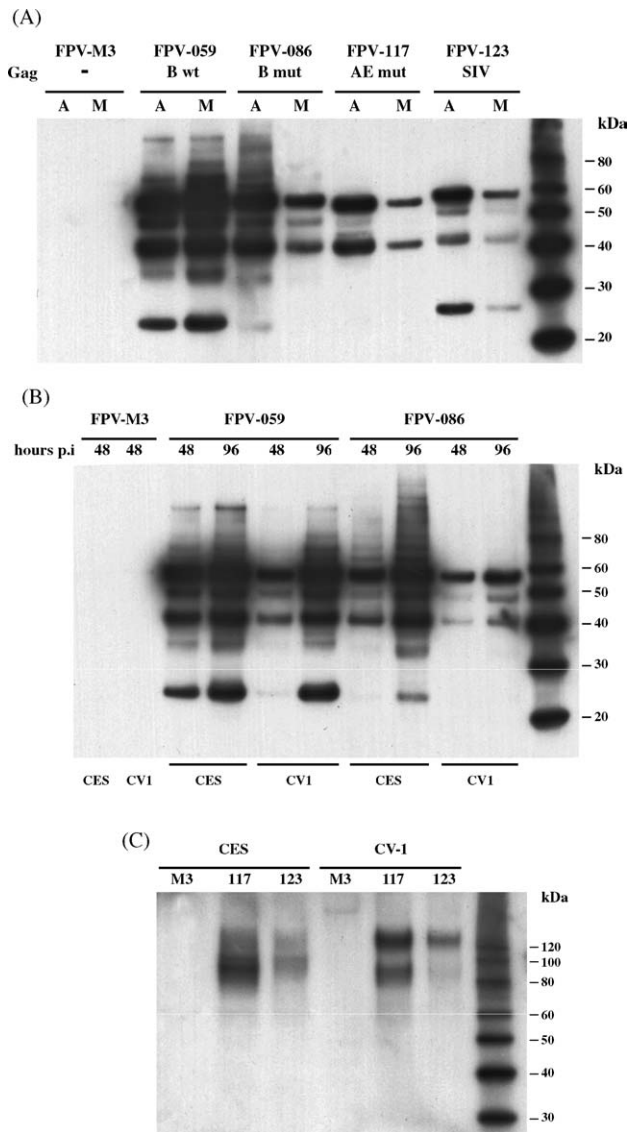 (A)
FPV-M3 FPV-059 FPV-086 FPV-117 FPV-123
Gag - B wt B mut AE mut SIV
A M A M A M A M A M
kDa
80
60
50
40
30
20
(B)
FPV-M3 FPV-059 FPV-086
hours p.i 48 48 48 96 48 96 48 96 48 96
kDa
80
60
50
40
30
20
CES CV1 CES CV1 CES CV1
(C)
CES CV-1
M3 117 123 M3 117 123
kDa
120
100
80
60
50
40
30